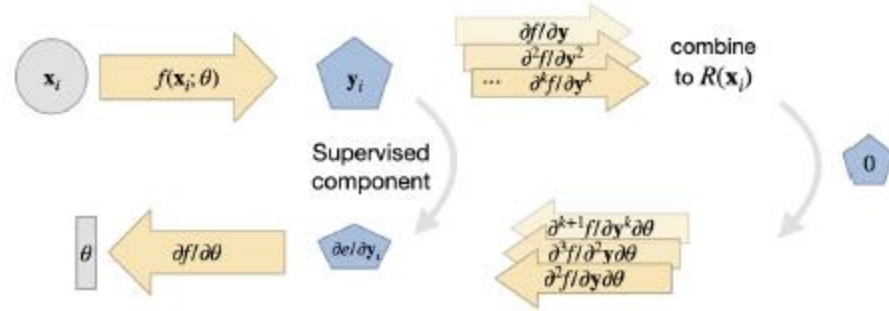 xᵢ
f(xᵢ; θ)
yᵢ
∂f/∂y
∂²f/∂y²
... ∂ᵏf/∂yᵏ
combine
to R(xᵢ)
0
Supervised
component
θ
∂f/∂θ
∂e/∂yᵢ
∂ᵏ⁺¹f/∂yᵏ∂θ
∂³f/∂²y∂θ
∂²f/∂y∂θ